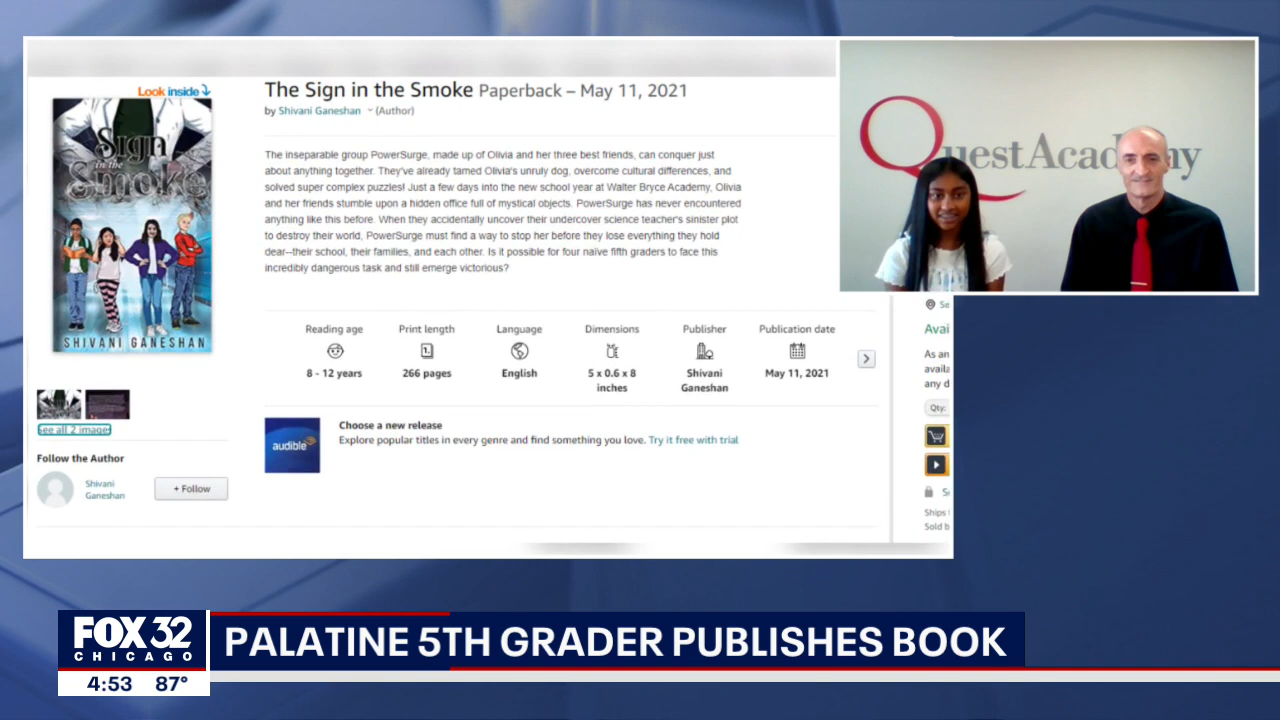 Look inside
Sign
in the
Smoke
SHIVANI GANESHAN
See all 2 images
Follow the Author
Shivani
Ganeshan
+ Follow
The Sign in the Smoke Paperback – May 11, 2021
by Shivani Ganeshan (Author)
The inseparable group PowerSurge, made up of Olivia and her three best friends, can conquer just
about anything together. They've already tamed Olivia's unruly dog, overcome cultural differences, and
solved super complex puzzles! Just a few days into the new school year at Walter Bryce Academy, Olivia
and her friends stumble upon a hidden office full of mystical objects. PowerSurge has never encountered
anything like this before. When they accidentally uncover their undercover science teacher's sinister plot
to destroy their world, PowerSurge must find a way to stop her before they lose everything they hold
dear--their school, their families, and each other. Is it possible for four naïve fifth graders to face this
incredibly dangerous task and still emerge victorious?
Reading age
8 - 12 years
Print length
266 pages
Language
English
Dimensions
5 x 0.6 x 8
inches
Publisher
Shivani
Ganeshan
Publication date
May 11, 2021
audible
Choose a new release
Explore popular titles in every genre and find something you love. Try it free with trial
Se
Avai
As an
availa
any d
Qty:
Ships
Sold b
QuestAcademy
FOX 32
CHICAGO
4:53 87°
PALATINE 5TH GRADER PUBLISHES BOOK